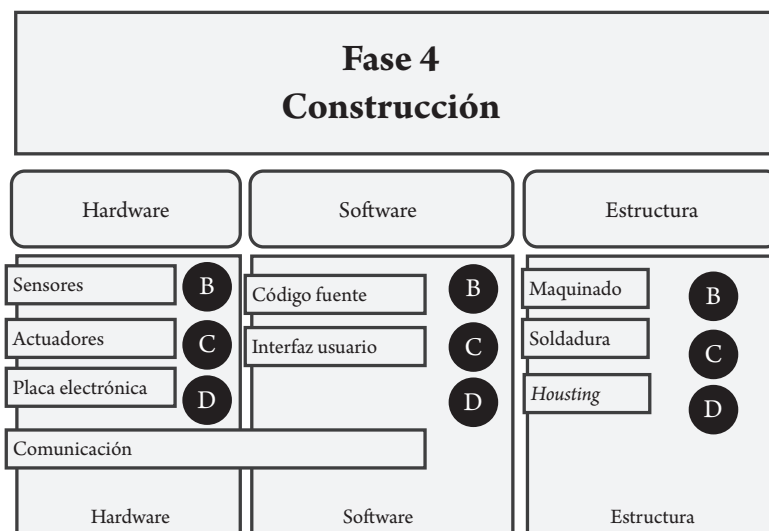 Fase 4
Construcción
Hardware
Software
Estructura
Sensores
B
Actuadores
C
Placa electrónica
D
Comunicación
Código fuente
B
Interfaz usuario
C
D
Maquinado
B
Soldadura
C
Housting
D
Hardware
Software
Estructura